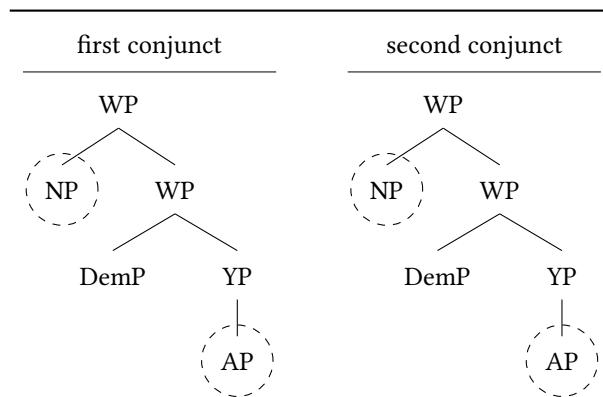 first conjunct second conjunct
WP WP
NP WP NP WP
DemP YP DemP YP
AP AP